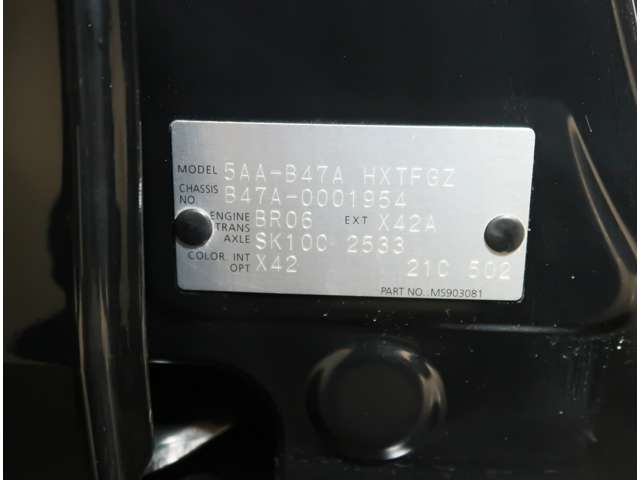 MODEL 5AA-B47A HXTFGZ
CHASSIS NO. B47A-0001954
ENGINE BR06 EXT X42A
TRANS AXLE SK10C 2533
COLOR. INT OPT X42 21C 502
PART NO.: M5903081